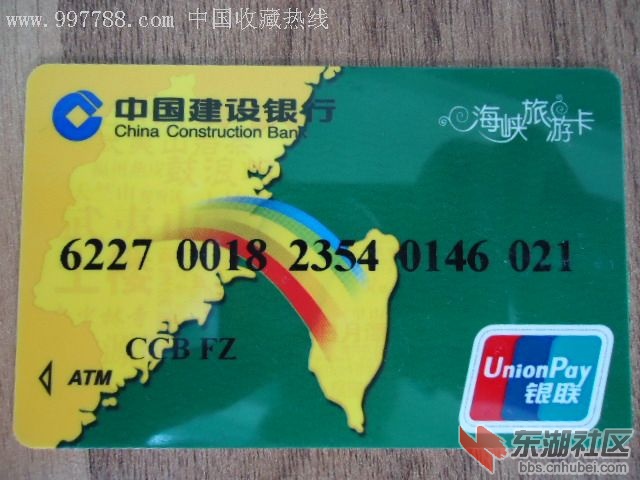 www.997788.com 中国收藏热线
中国建设银行
China Construction Bank
海峡旅游卡
6227 0018 2354 0146 021
CCB FZ
ATM
UnionPay
银联
东湖社区
bbs.cnhubei.com